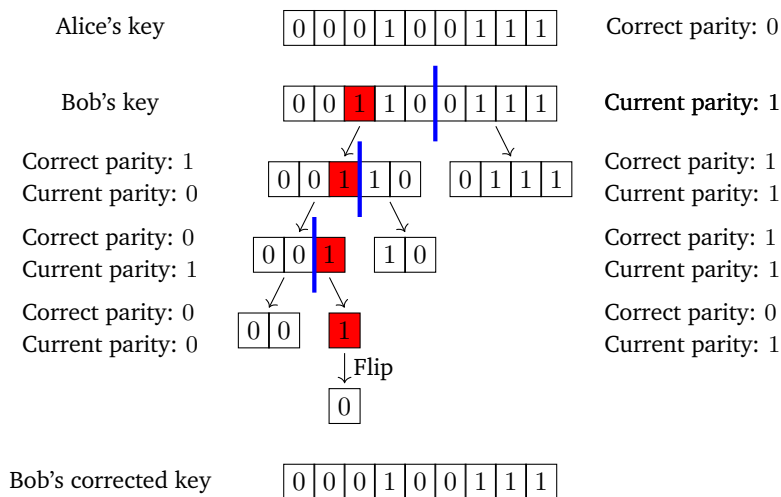 Alice's key 0 0 0 1 0 0 1 1 1 Correct parity: 0
Bob's key 0 0 1 1 0 0 1 1 1 Current parity: 1
Correct parity: 1
Current parity: 0
0 0 1 1 0 0 1 1 1
Correct parity: 1
Current parity: 1
Correct parity: 0
Current parity: 1
0 0 1 1 0
Correct parity: 1
Current parity: 1
Correct parity: 0
Current parity: 0
0 0 1
Correct parity: 0
Current parity: 1
Flip
0
Bob's corrected key 0 0 0 1 0 0 1 1 1